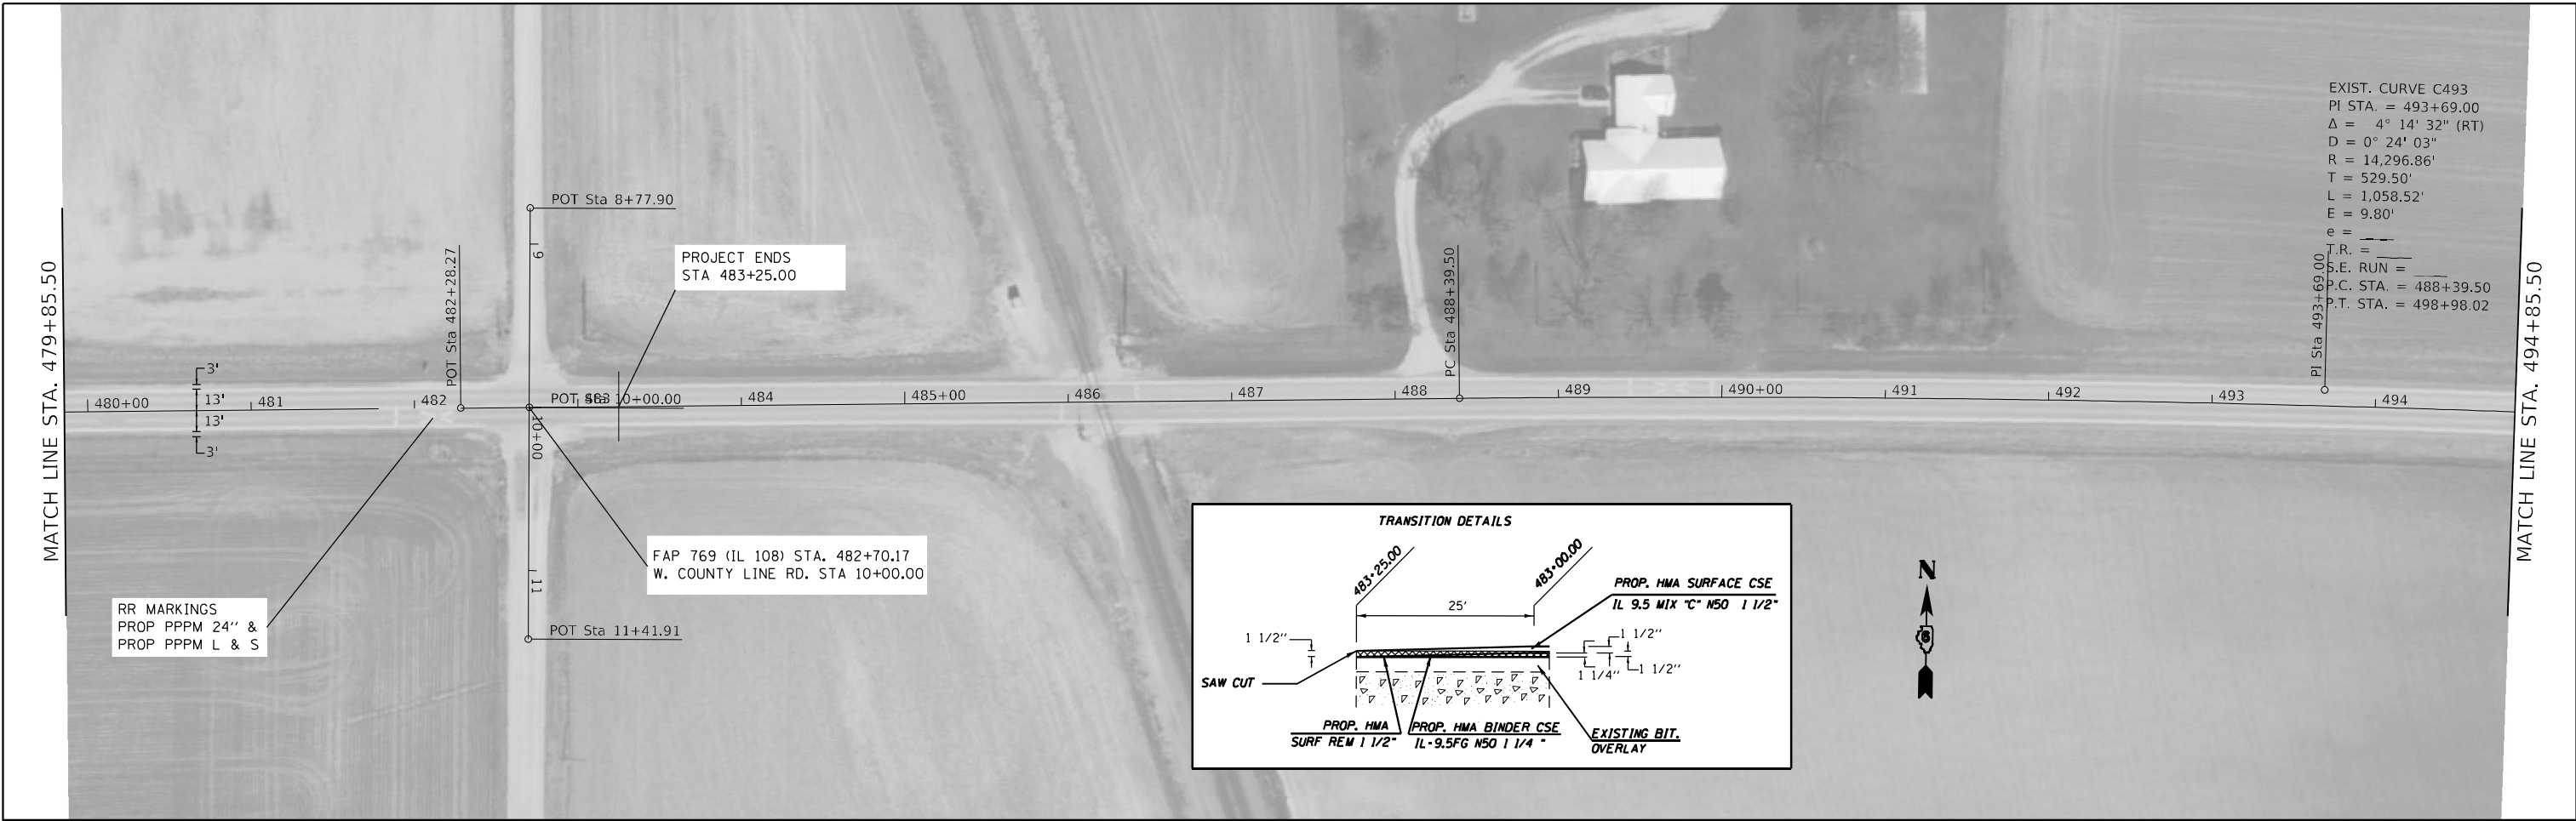 MATCH LINE STA. 479+85.50
POT Sta 8+77.90
9
PROJECT ENDS
STA 483+25.00
POT Sta 482+28.27
3'
13'
13'
3'
480+00
481
482
POT Sta 10+00.00
483
484
485+00
486
487
488
489
490+00
491
492
493
494
10+00
11
POT Sta 11+41.91
PC Sta 488+39.50
PI Sta 493+69.00
EXIST. CURVE C493
PI STA. = 493+69.00
Δ = 4° 14' 32" (RT)
D = 0° 24' 03"
R = 14,296.86'
T = 529.50'
L = 1,058.52'
E = 9.80'
e = ____
T.R. = ____
S.E. RUN = ____
P.C. STA. = 488+39.50
P.T. STA. = 498+98.02
MATCH LINE STA. 494+85.50
FAP 769 (IL 108) STA. 482+70.17
W. COUNTY LINE RD. STA 10+00.00
RR MARKINGS
PROP PPPM 24" &
PROP PPPM L & S
TRANSITION DETAILS
483+25.00
483+00.00
25'
PROP. HMA SURFACE CSE
IL 9.5 MIX "C" N50 1 1/2"
1 1/2"
1 1/2"
1 1/4"
1 1/2"
SAW CUT
PROP. HMA
SURF REM 1 1/2"
PROP. HMA BINDER CSE
IL-9.5FG N50 1 1/4 "
EXISTING BIT.
OVERLAY
N
6